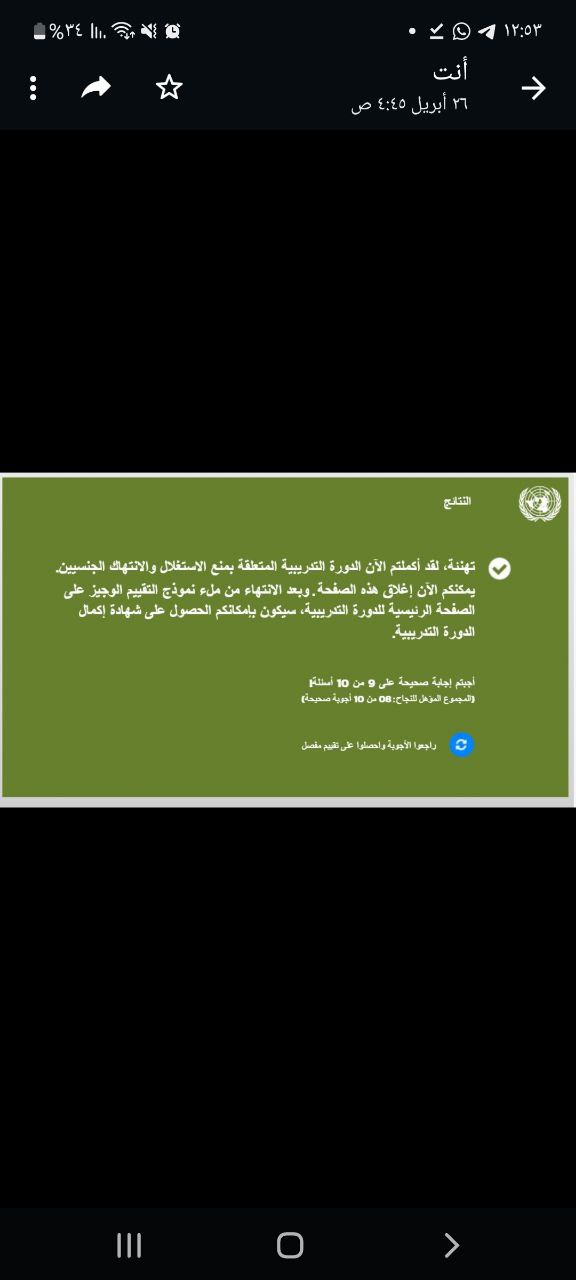 ١٢:٥٣
%٣٤
أنت
٢٦ أبريل ٤:٤٥ ص
النتائج
تهنئة، لقد أكملتم الآن الدورة التدريبية المتعلقة بمنع الاستغلال والانتهاك الجنسيين.
يمكنكم الآن إغلاق هذه الصفحة. وبعد الانتهاء من ملء نموذج التقييم الوجيز على
الصفحة الرئيسية للدورة التدريبية، سيكون بإمكانكم الحصول على شهادة إكمال
الدورة التدريبية.
أجبتم إجابة صحيحة على 9 من 10 أسئلة!
(المجموع المؤهل للنجاح: 08 من 10 أجوبة صحيحة)
راجعوا الأجوبة واحصلوا على تقييم مفصل